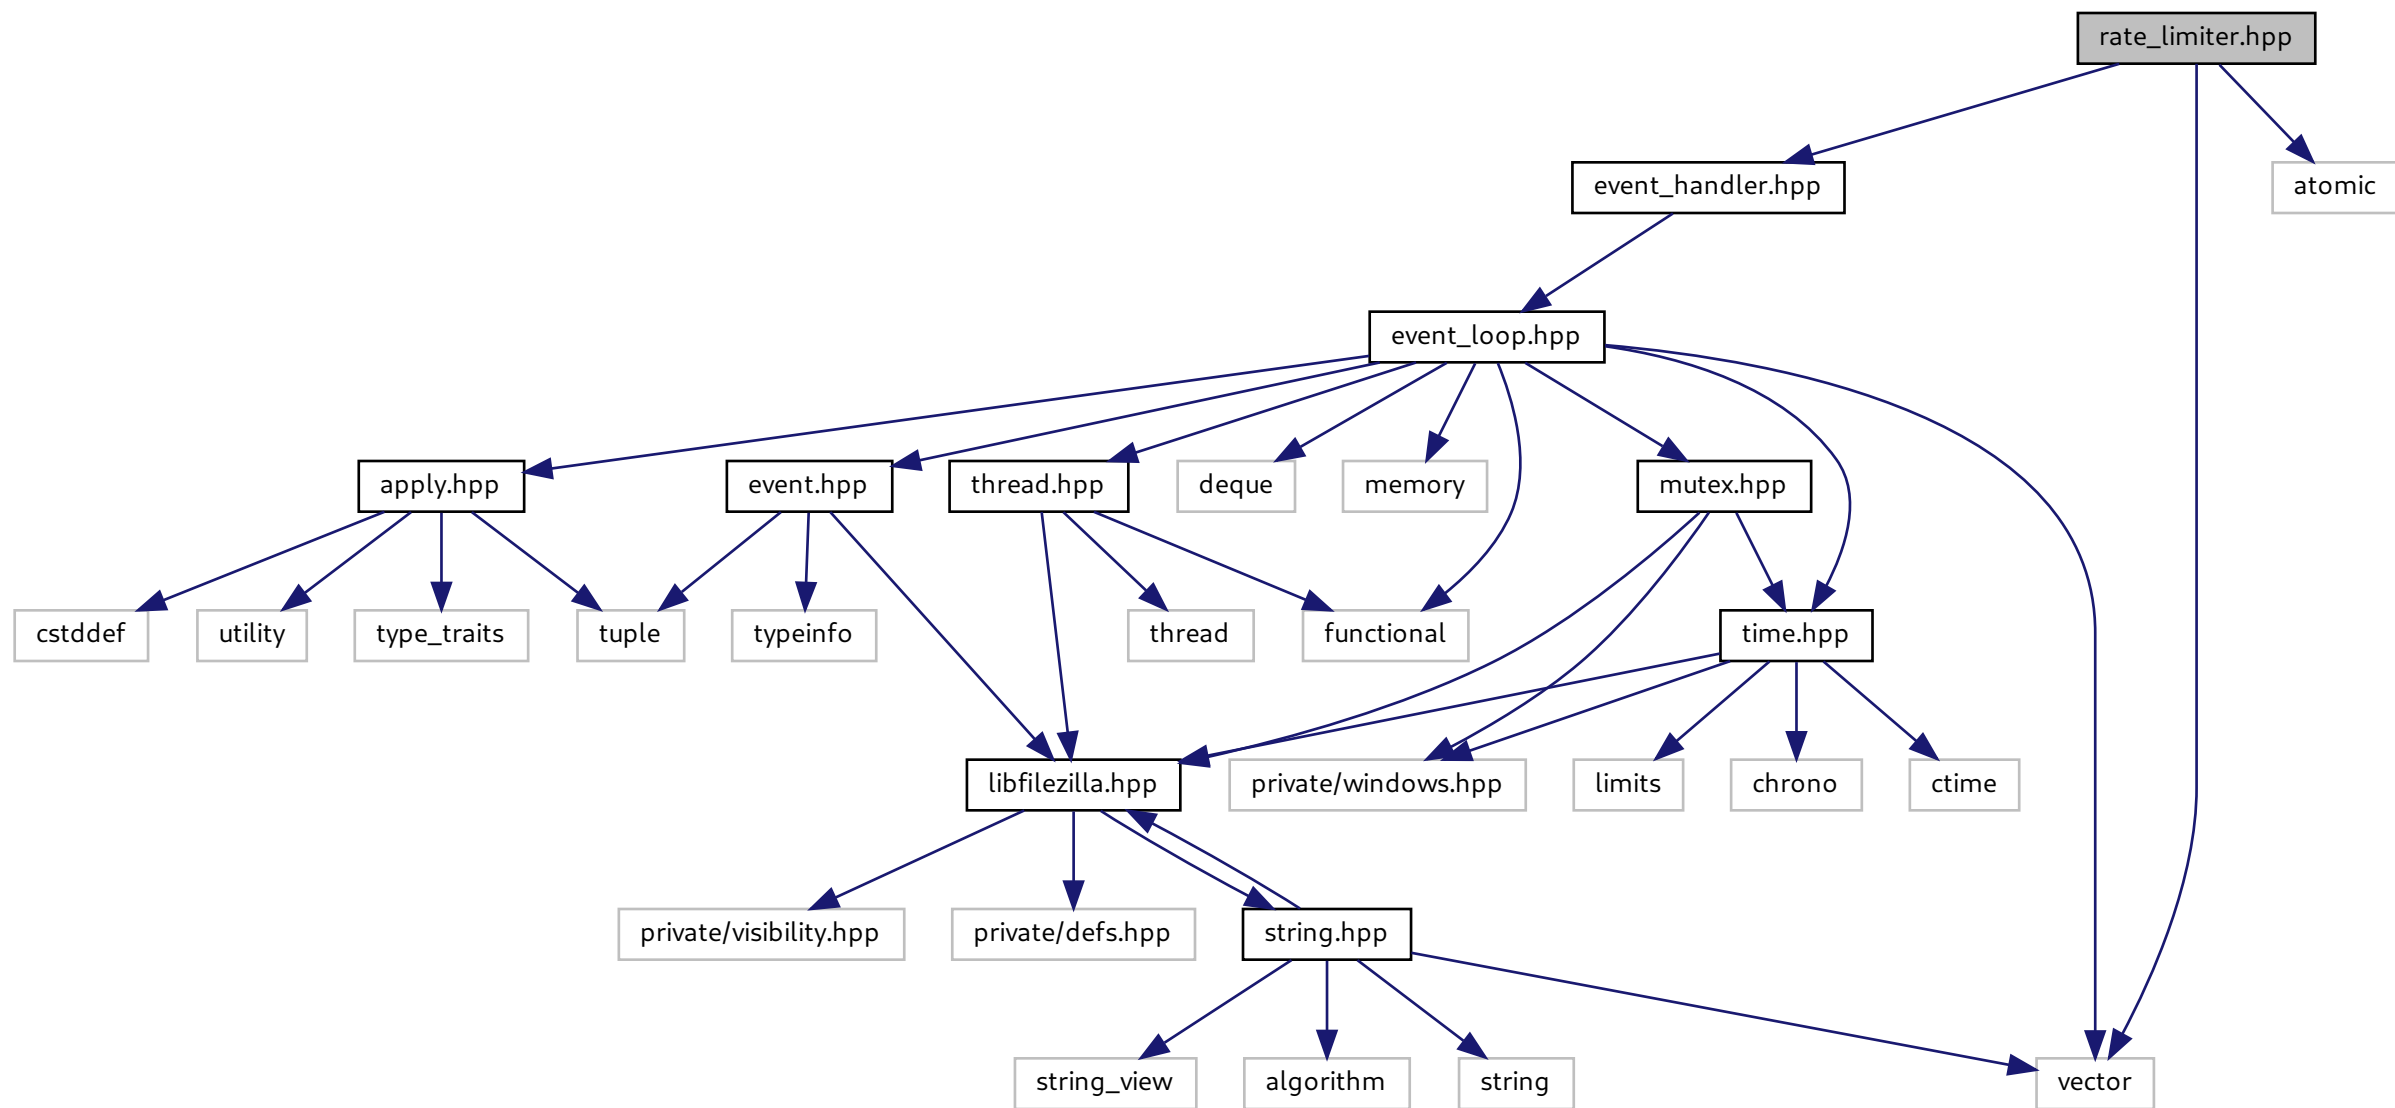 rate_limiter.hpp
event_handler.hpp
atomic
event_loop.hpp
apply.hpp
event.hpp
thread.hpp
deque
memory
mutex.hpp
cstddef
utility
type_traits
tuple
typeinfo
thread
functional
time.hpp
libfilezilla.hpp
private/windows.hpp
limits
chrono
ctime
private/visibility.hpp
private/defs.hpp
string.hpp
string_view
algorithm
string
vector